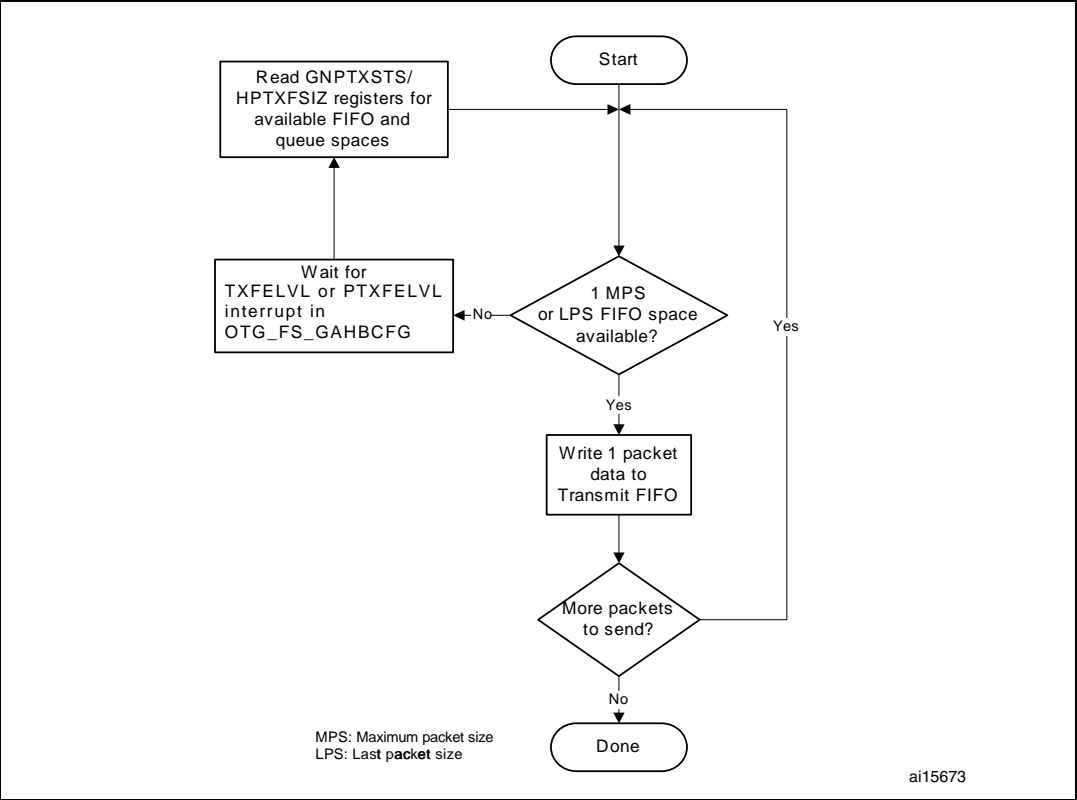 Start
Read GNPTXSTS/
HPTXFSIZ registers for
available FIFO and
queue spaces
Wait for
TXFELVL or PTXFELVL
interrupt in
OTG_FS_GAHBCFG
No
1 MPS
or LPS FIFO space
available?
Yes
Yes
Write 1 packet
data to
Transmit FIFO
More packets
to send?
No
Done
MPS: Maximum packet size
LPS: Last packet size
ai15673